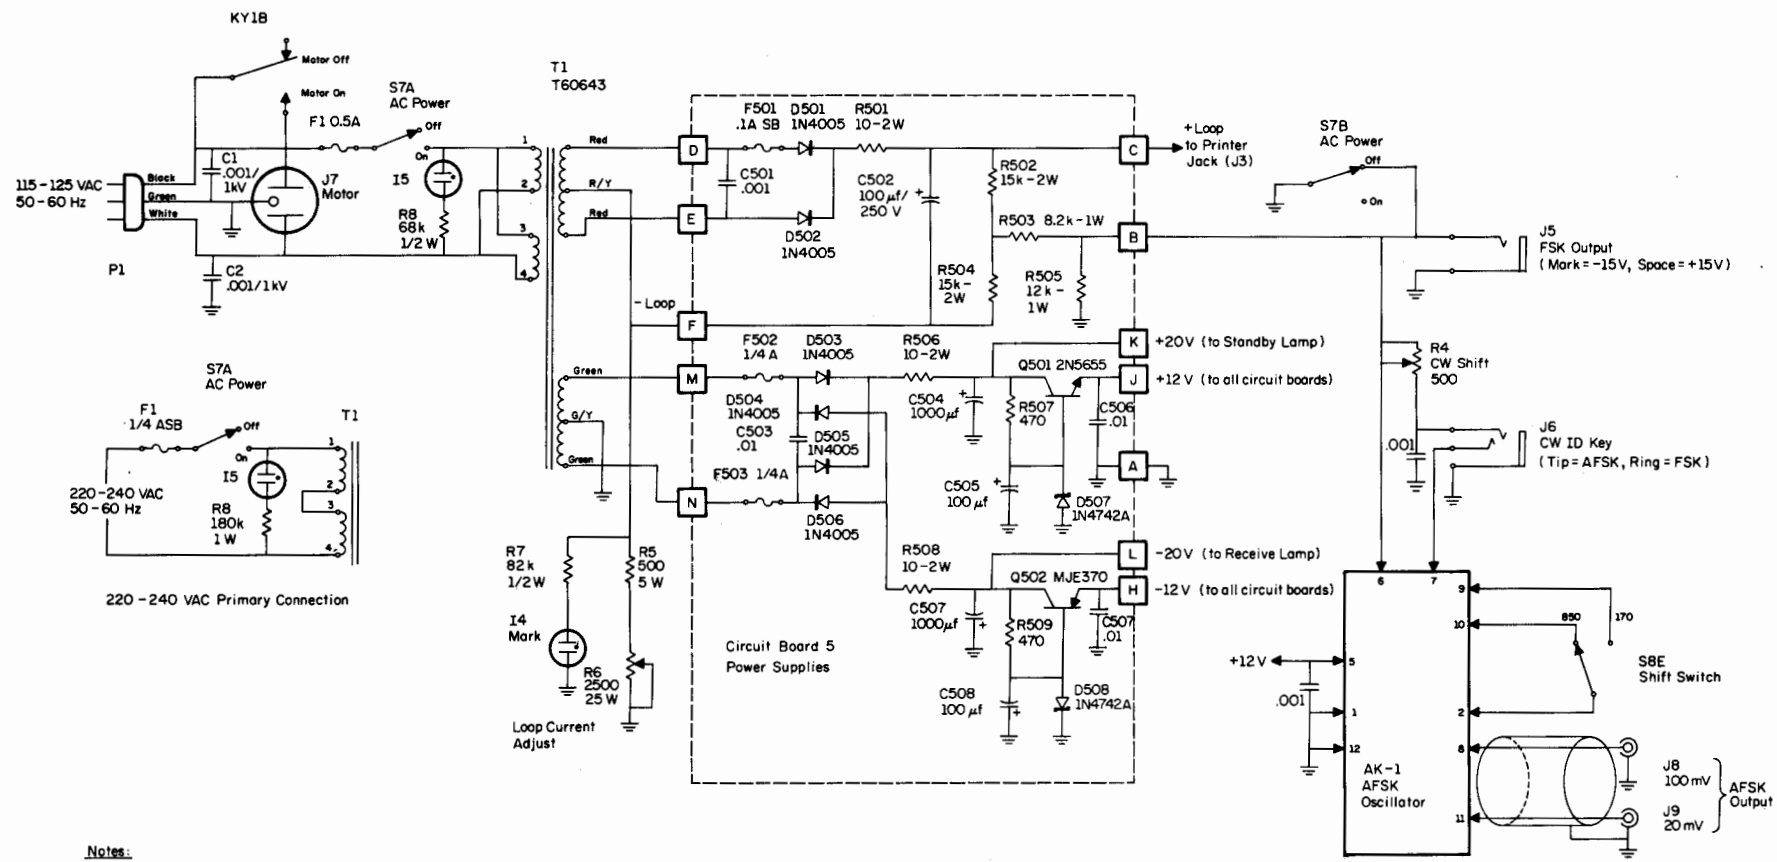 KY1B
Motor Off
Motor On
S7A
AC Power
F1 0.5A
Off
On
C1
.001/
1kV
J7
Motor
I5
R8
68k
1/2 W
115-125 VAC
50-60 Hz
Black
Green
White
P1
C2
.001/1kV
T1
T60643
1
2
3
4
Red
R/Y
Red
- Loop
Green
G/Y
Green
D
E
F
M
N
F501
.1A SB
D501
1N4005
R501
10-2W
C501
.001
D502
1N4005
C502
100µf/
250 V
R502
15k-2W
R503 8.2k-1W
R504
15k-
2W
R505
12k-
1W
C
B
+Loop
to Printer
Jack (J3)
S7B
AC Power
Off
On
J5
FSK Output
(Mark=-15V, Space=+15V)
F502
1/4 A
D503
1N4005
R506
10-2W
D504
1N4005
C503
.01
D505
1N4005
F503 1/4A
D506
1N4005
C504
1000µf
Q501 2N5655
R507
470
C505
100µf
C506
.01
D507
1N4742A
K
+20V (to Standby Lamp)
J
+12V (to all circuit boards)
A
R508
10-2W
C507
1000µf
Q502 MJE370
R509
470
C507
.01
C508
100µf
D508
1N4742A
L
-20V (to Receive Lamp)
H
-12V (to all circuit boards)
Circuit Board 5
Power Supplies
R4
CW Shift
500
.001
J6
CW ID Key
(Tip=AFSK, Ring=FSK)
S7A
AC Power
F1
1/4 ASB
Off
On
T1
I5
220-240 VAC
50-60 Hz
R8
180k
1W
1
2
3
4
220-240 VAC Primary Connection
R7
82k
1/2W
R5
500
5W
I4
Mark
R6
2500
25W
Loop Current
Adjust
6
7
9
10
850
170
S8E
Shift Switch
+12V
5
.001
1
2
12
8
AK-1
AFSK
Oscillator
11
J8
100mV
J9
20mV
AFSK
Output
Notes: